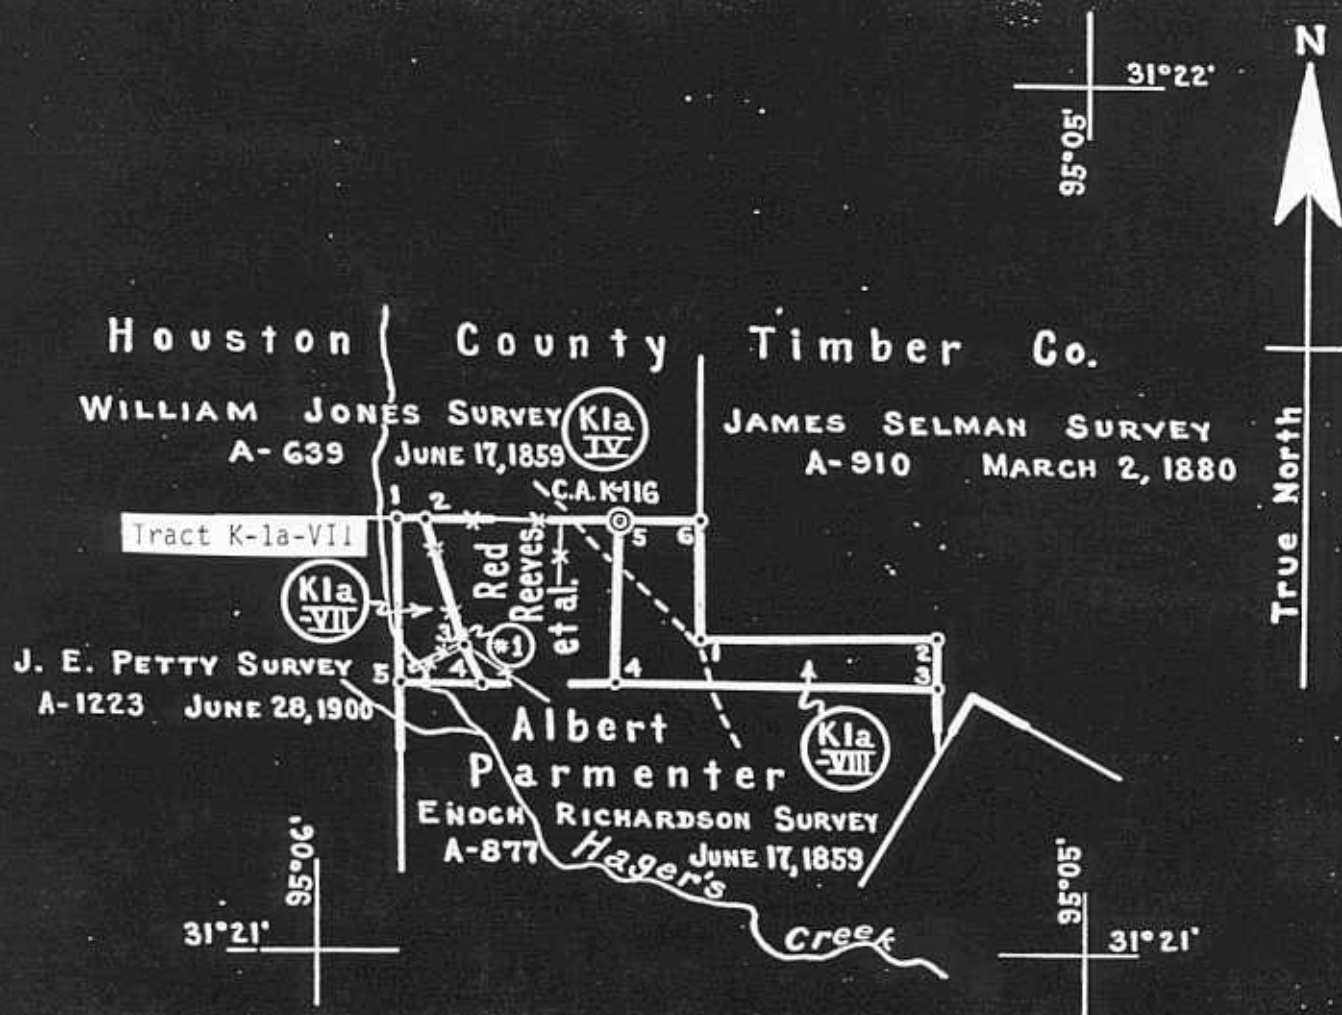 N
31°22'
95°05'
Houston County Timber Co.
WILLIAM JONES SURVEY
A-639 JUNE 17, 1859
K1a
IV
JAMES SELMAN SURVEY
A-910 MARCH 2, 1880
True North
C.A. K-116
1
2
5
6
Tract K-1a-VII
Red
Reeves
et al.
K1a
-VII
3
#1
1
2
J. E. PETTY SURVEY
A-1223 JUNE 28, 1900
5
4
4
3
Albert
Parmenter
K1a
-VIII
ENOCH RICHARDSON SURVEY
A-877 JUNE 17, 1859
Hager's
Creek
95°06'
31°21'
95°05'
31°21'